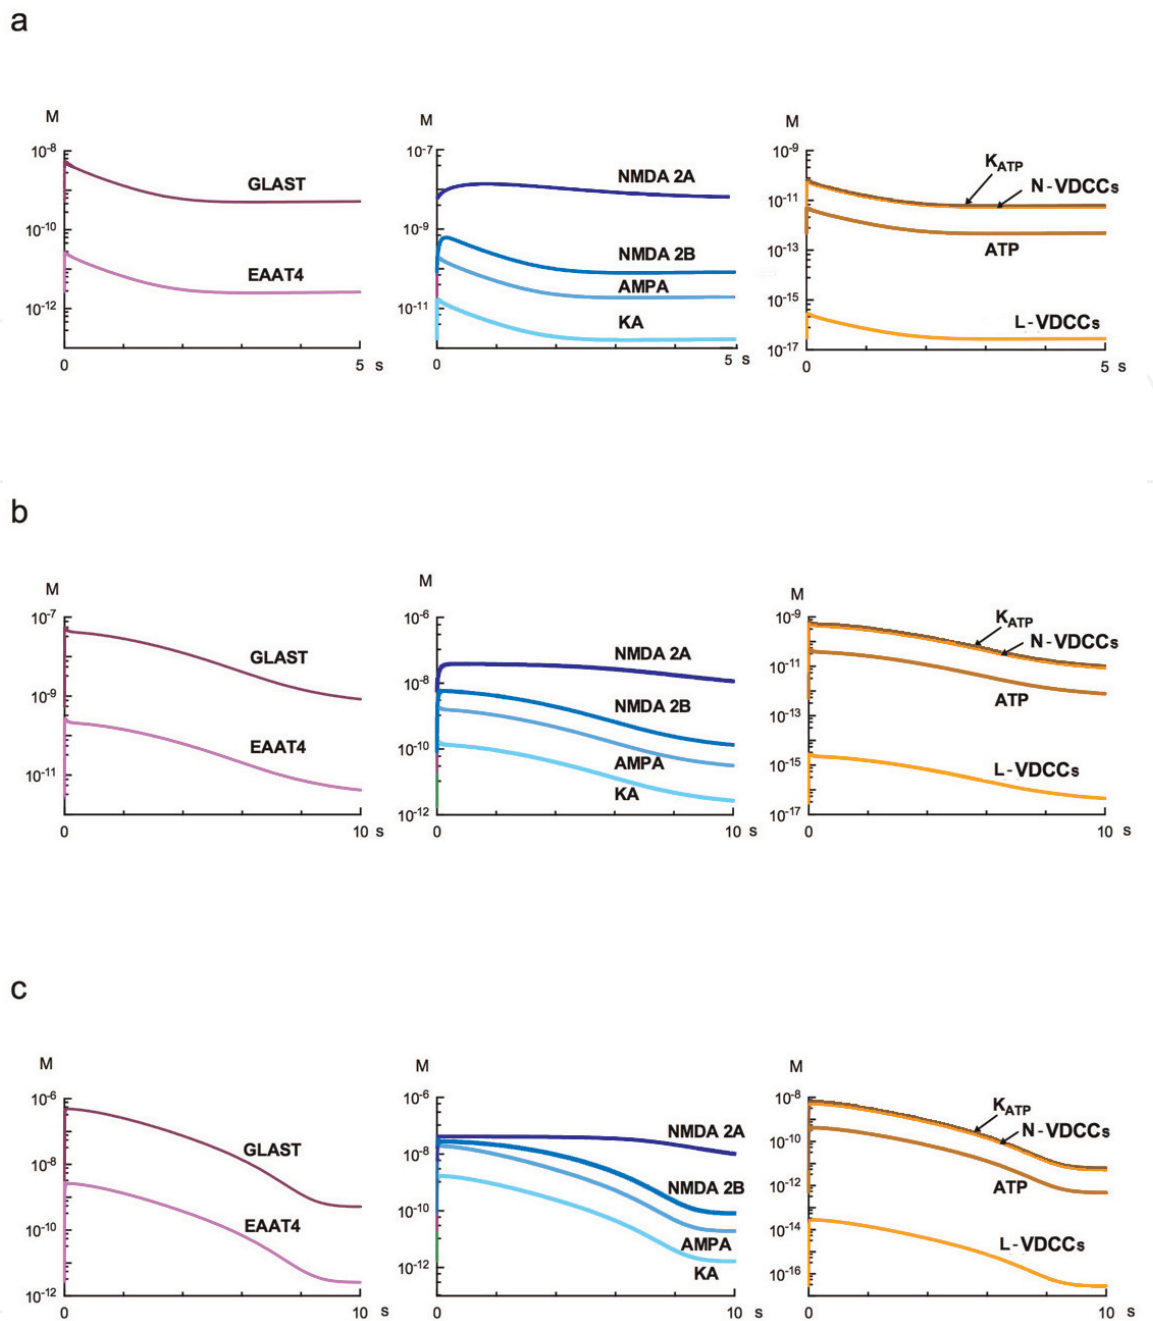 a
M
10⁻⁸
10⁻¹⁰
10⁻¹²
GLAST
EAAT4
0
5 s
M
10⁻⁷
10⁻⁹
10⁻¹¹
NMDA 2A
NMDA 2B
AMPA
KA
0
5 s
M
10⁻⁹
10⁻¹¹
10⁻¹³
10⁻¹⁵
10⁻¹⁷
K_ATP
N-VDCCs
ATP
L-VDCCs
0
5 s
b
M
10⁻⁷
10⁻⁹
10⁻¹¹
GLAST
EAAT4
0
10 s
M
10⁻⁶
10⁻⁸
10⁻¹⁰
10⁻¹²
NMDA 2A
NMDA 2B
AMPA
KA
0
10 s
M
10⁻⁹
10⁻¹¹
10⁻¹³
10⁻¹⁵
10⁻¹⁷
K_ATP
N-VDCCs
ATP
L-VDCCs
0
10 s
c
M
10⁻⁶
10⁻⁸
10⁻¹⁰
10⁻¹²
GLAST
EAAT4
0
10 s
M
10⁻⁶
10⁻⁸
10⁻¹⁰
10⁻¹²
NMDA 2A
NMDA 2B
AMPA
KA
0
10 s
M
10⁻⁸
10⁻¹⁰
10⁻¹²
10⁻¹⁴
10⁻¹⁶
K_ATP
N-VDCCs
ATP
L-VDCCs
0
10 s